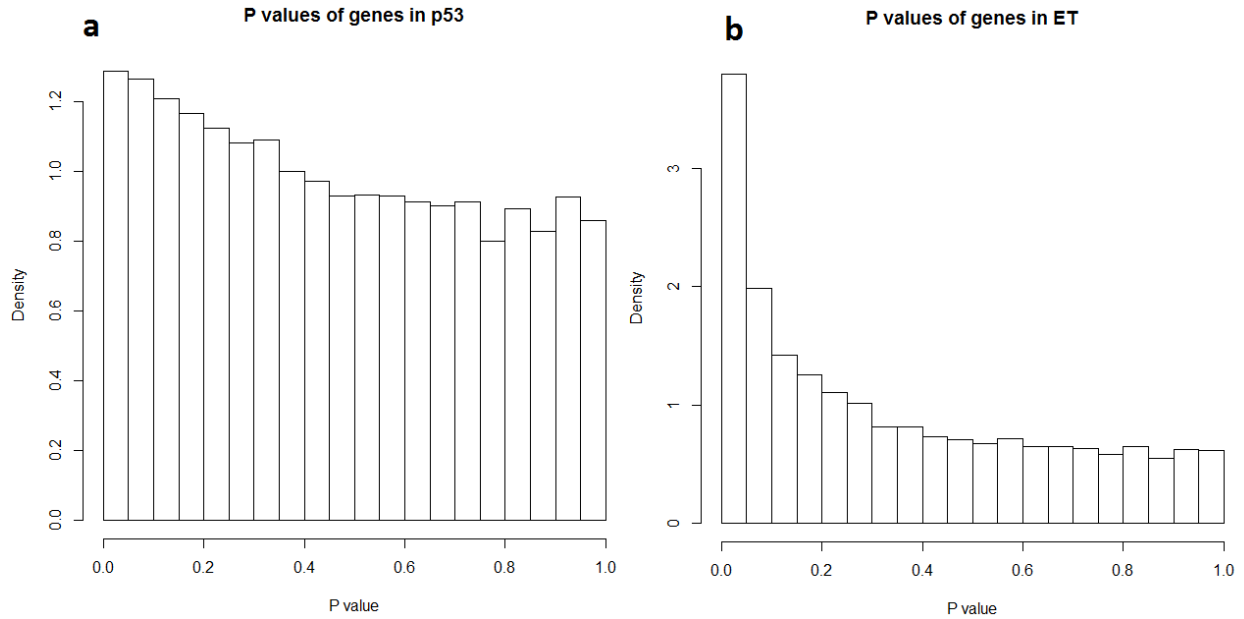 a
P values of genes in p53
Density
0.0 0.2 0.4 0.6 0.8 1.0 1.2
0.0 0.2 0.4 0.6 0.8 1.0
P value
b
P values of genes in ET
Density
0 1 2 3
0.0 0.2 0.4 0.6 0.8 1.0
P value